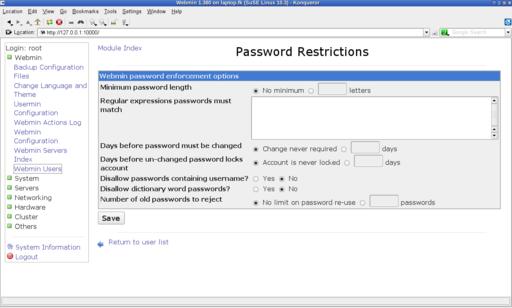 Webmin 1.380 on laptop.fk (SuSE Linux 10.3) - Konqueror
Location Edit View Go Bookmarks Tools Settings Window Help
Location: http://127.0.0.1:10000/
Google Search
Login: root
Webmin
Backup Configuration
Files
Change Language and
Theme
Usermin
Configuration
Webmin Actions Log
Webmin
Configuration
Webmin Servers
Index
Webmin Users
System
Servers
Networking
Hardware
Cluster
Others
System Information
Logout
Module Index
Password Restrictions
Webmin password enforcement options
Minimum password length No minimum letters
Regular expressions passwords must
match
Days before password must be changed Change never required days
Days before un-changed password locks
account Account is never locked days
Disallow passwords containing username? Yes No
Disallow dictionary word passwords? Yes No
Number of old passwords to reject No limit on password re-use passwords
Save
Return to user list